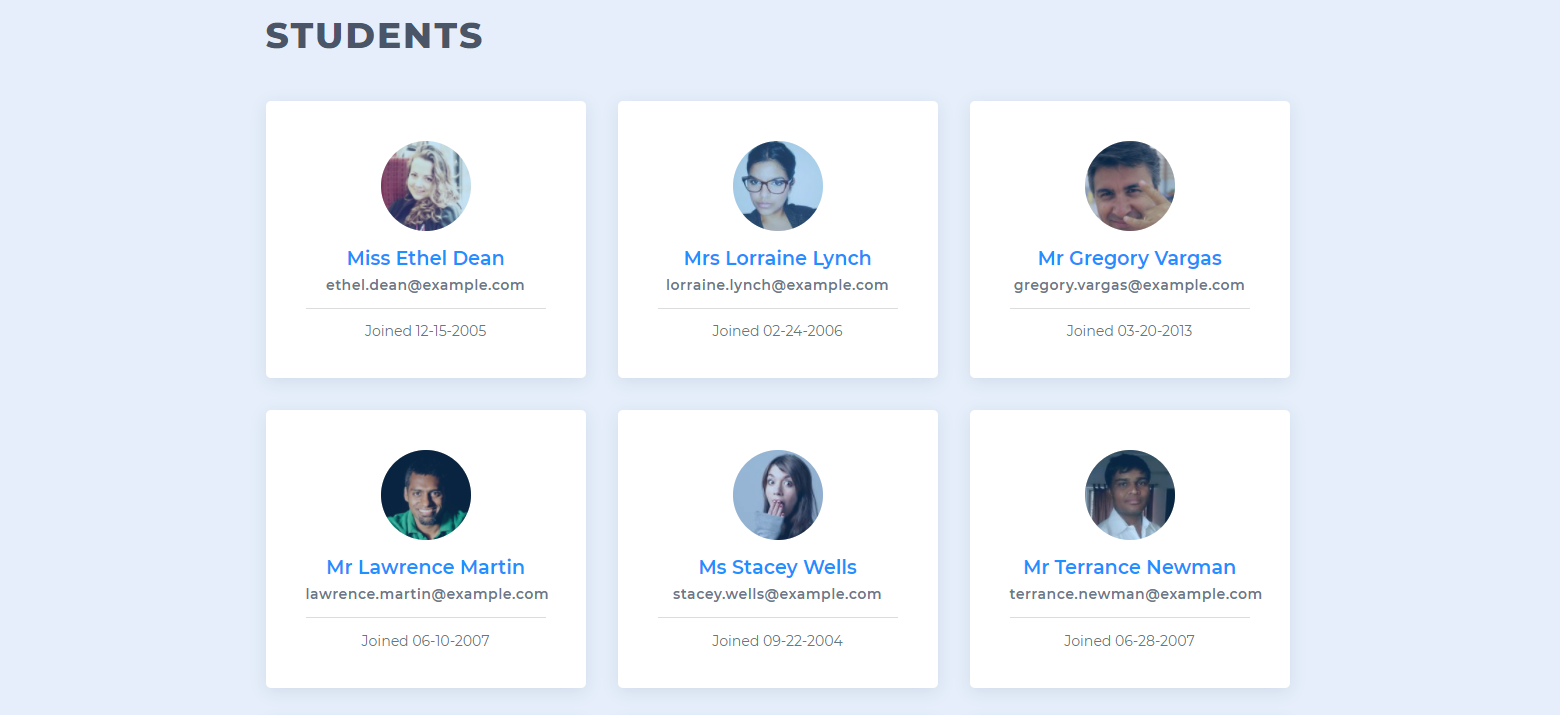 STUDENTS
Miss Ethel Dean
ethel.dean@example.com
Joined 12-15-2005
Mrs Lorraine Lynch
lorraine.lynch@example.com
Joined 02-24-2006
Mr Gregory Vargas
gregory.vargas@example.com
Joined 03-20-2013
Mr Lawrence Martin
lawrence.martin@example.com
Joined 06-10-2007
Ms Stacey Wells
stacey.wells@example.com
Joined 09-22-2004
Mr Terrance Newman
terrance.newman@example.com
Joined 06-28-2007